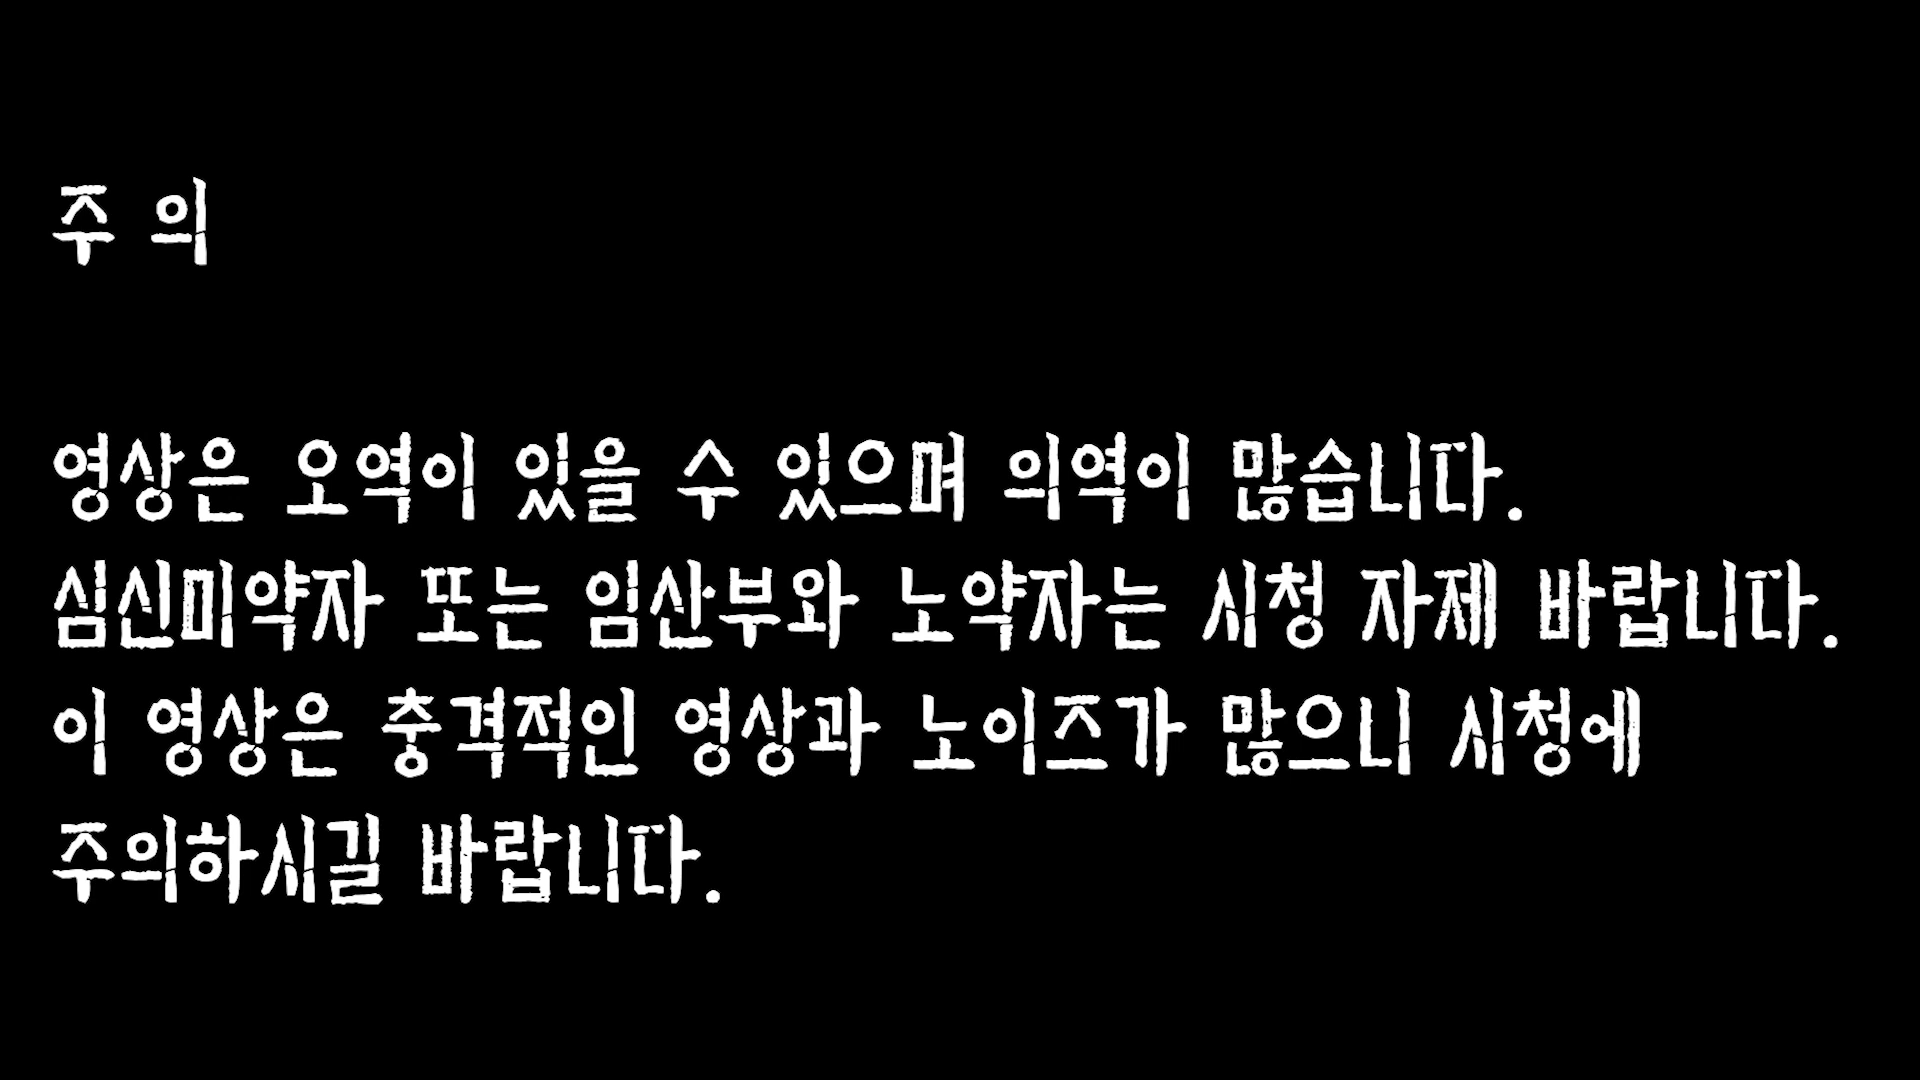 주 의
영상은 오역이 있을 수 있으며 의역이 많습니다.
심신미약자 또는 임산부와 노약자는 시청 자제 바랍니다.
이 영상은 충격적인 영상과 노이즈가 많으니 시청에
주의하시길 바랍니다.